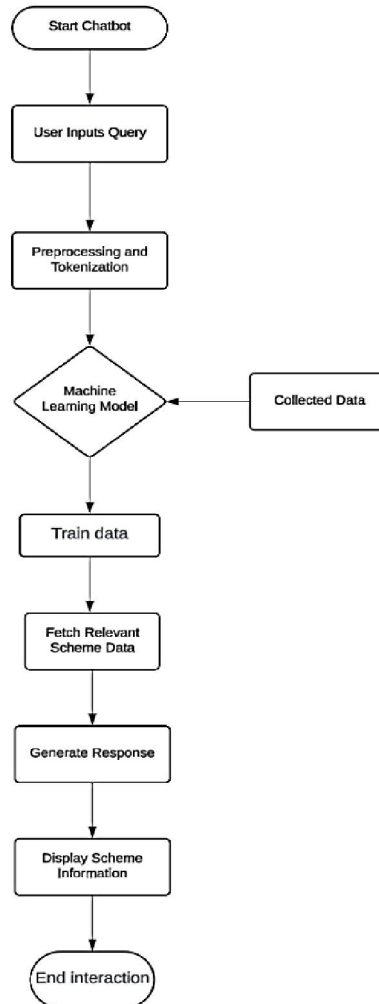 Start Chatbot
User Inputs Query
Preprocessing and
Tokenization
Machine
Learning Model
Collected Data
Train data
Fetch Relevant
Scheme Data
Generate Response
Display Scheme
Information
End interaction